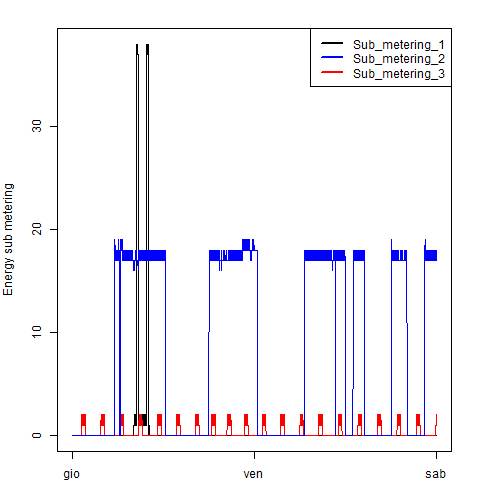 Sub_metering_1
Sub_metering_2
Sub_metering_3
Energy sub metering
30
20
10
0
gio ven sab